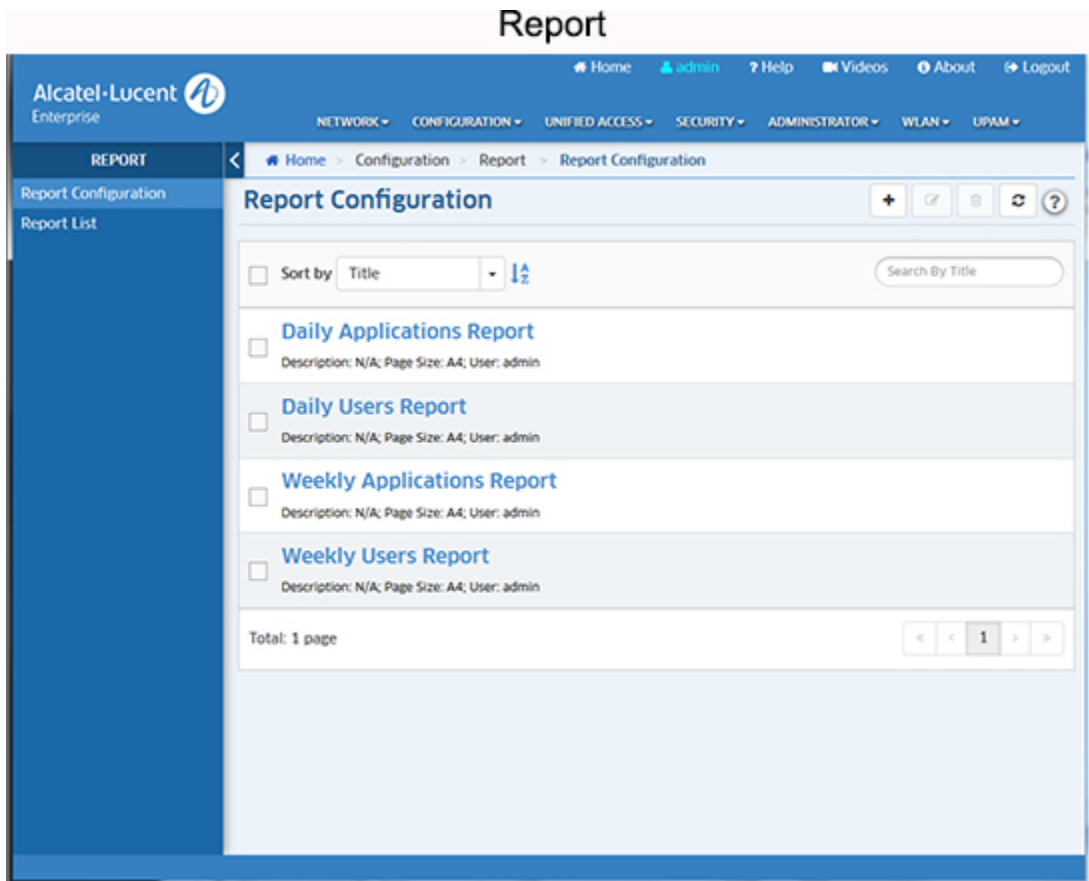 Report
Home admin ? Help Videos About Logout
Alcatel·Lucent
Enterprise
NETWORK CONFIGURATION UNIFIED ACCESS SECURITY ADMINISTRATOR WLAN UPAM
REPORT
Home > Configuration > Report > Report Configuration
Report Configuration
Report List
Report Configuration
Sort by Title
Search By Title
Daily Applications Report
Description: N/A; Page Size: A4; User: admin
Daily Users Report
Description: N/A; Page Size: A4; User: admin
Weekly Applications Report
Description: N/A; Page Size: A4; User: admin
Weekly Users Report
Description: N/A; Page Size: A4; User: admin
Total: 1 page
« < 1 > »